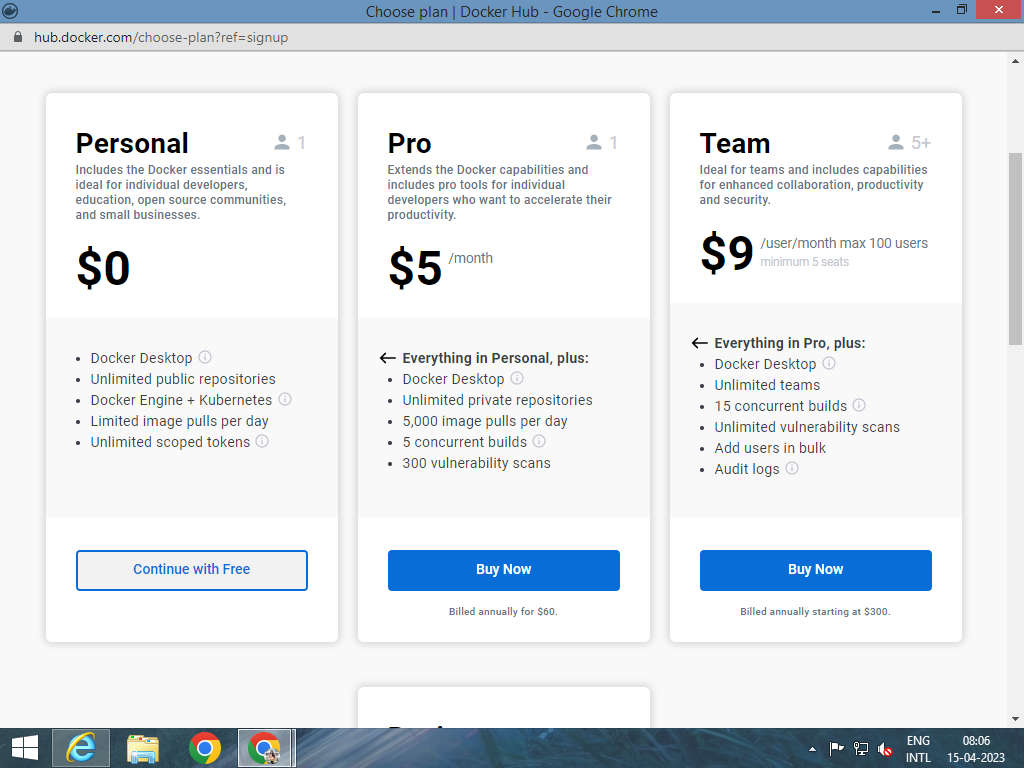 Choose plan | Docker Hub - Google Chrome
hub.docker.com/choose-plan?ref=signup
Personal
1
Includes the Docker essentials and is
ideal for individual developers,
education, open source communities,
and small businesses.
$0
Docker Desktop
Unlimited public repositories
Docker Engine + Kubernetes
Limited image pulls per day
Unlimited scoped tokens
Continue with Free
Pro
1
Extends the Docker capabilities and
includes pro tools for individual
developers who want to accelerate their
productivity.
$5 /month
Everything in Personal, plus:
Docker Desktop
Unlimited private repositories
5,000 image pulls per day
5 concurrent builds
300 vulnerability scans
Buy Now
Billed annually for $60.
Team
5+
Ideal for teams and includes capabilities
for enhanced collaboration, productivity
and security.
$9 /user/month max 100 users
minimum 5 seats
Everything in Pro, plus:
Docker Desktop
Unlimited teams
15 concurrent builds
Unlimited vulnerability scans
Add users in bulk
Audit logs
Buy Now
Billed annually starting at $300.
ENG
INTL
08:06
15-04-2023